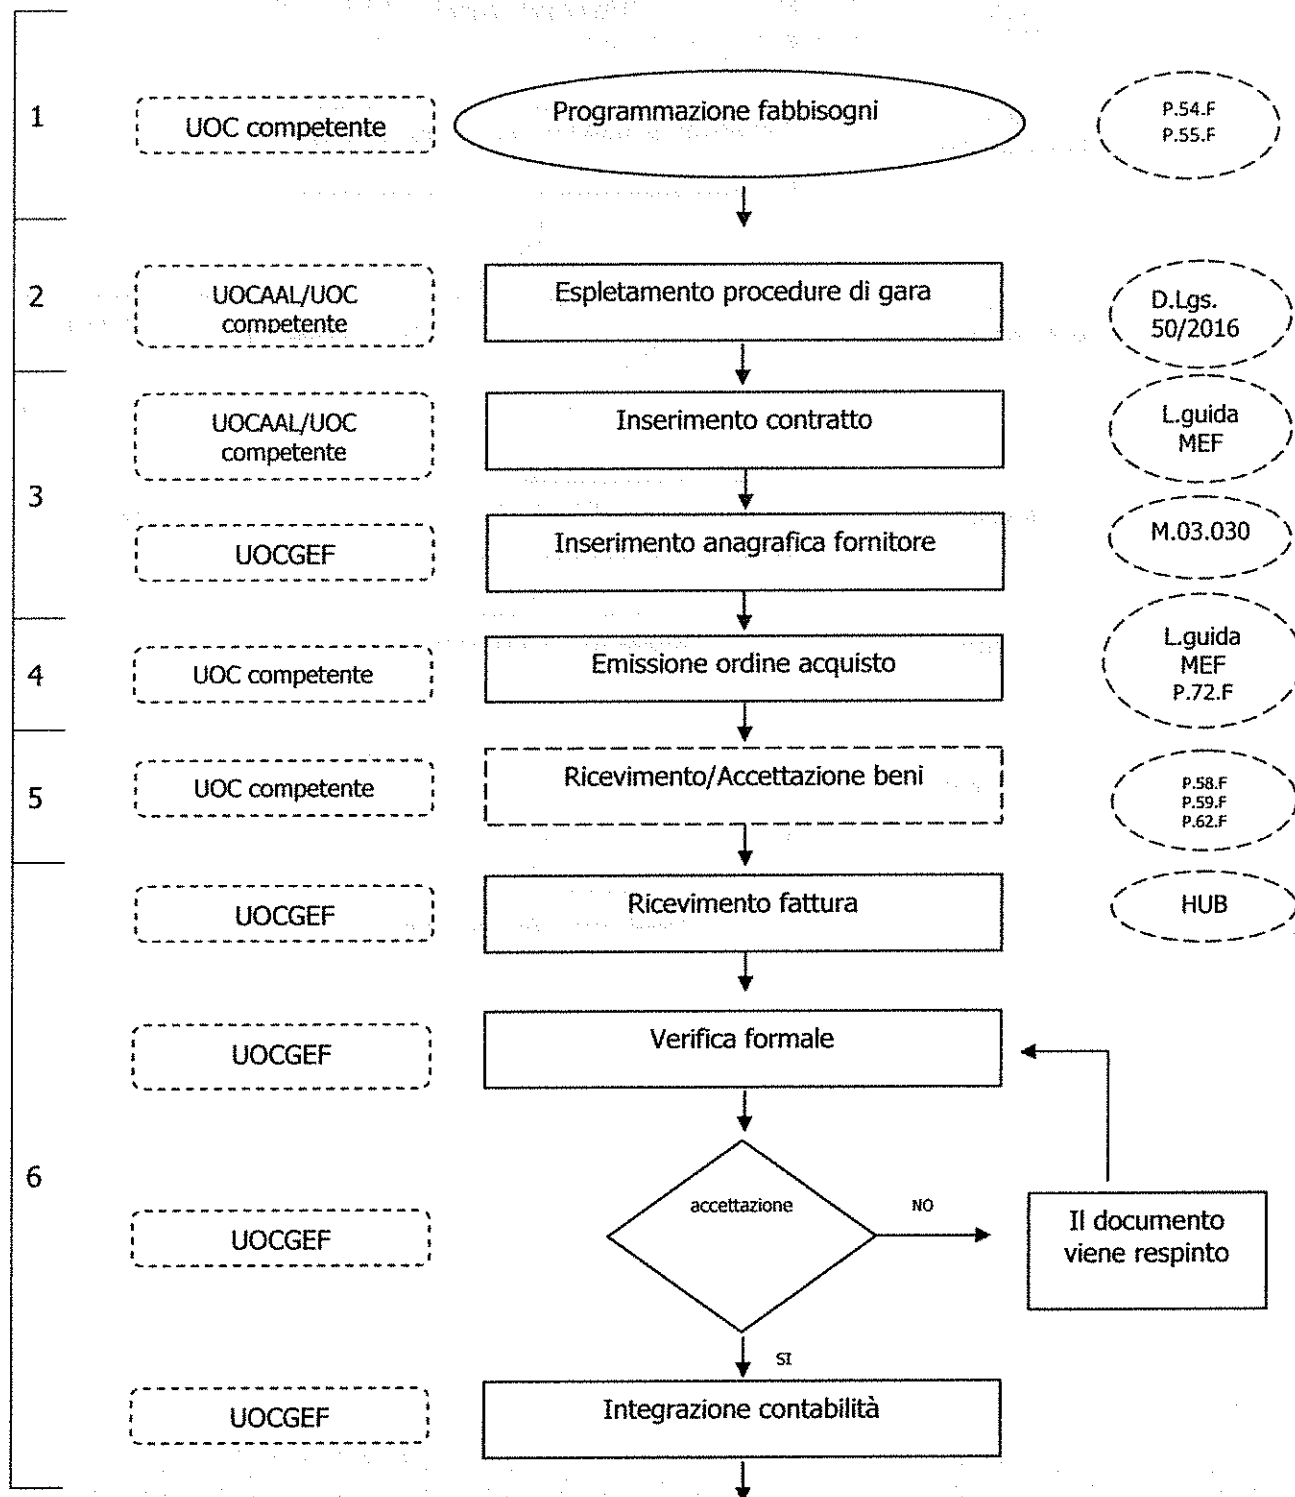 1
UOC competente
Programmazione fabbisogni
P.54.F
P.55.F
2
UOCAAL/UOC
competente
Espletamento procedure di gara
D.Lgs.
50/2016
3
UOCAAL/UOC
competente
Inserimento contratto
L.guida
MEF
UOCGEF
Inserimento anagrafica fornitore
M.03.030
4
UOC competente
Emissione ordine acquisto
L.guida
MEF
P.72.F
5
UOC competente
Ricevimento/Accettazione beni
P.58.F
P.59.F
P.62.F
UOCGEF
Ricevimento fattura
HUB
UOCGEF
Verifica formale
6
UOCGEF
accettazione
NO
Il documento
viene respinto
SI
UOCGEF
Integrazione contabilità